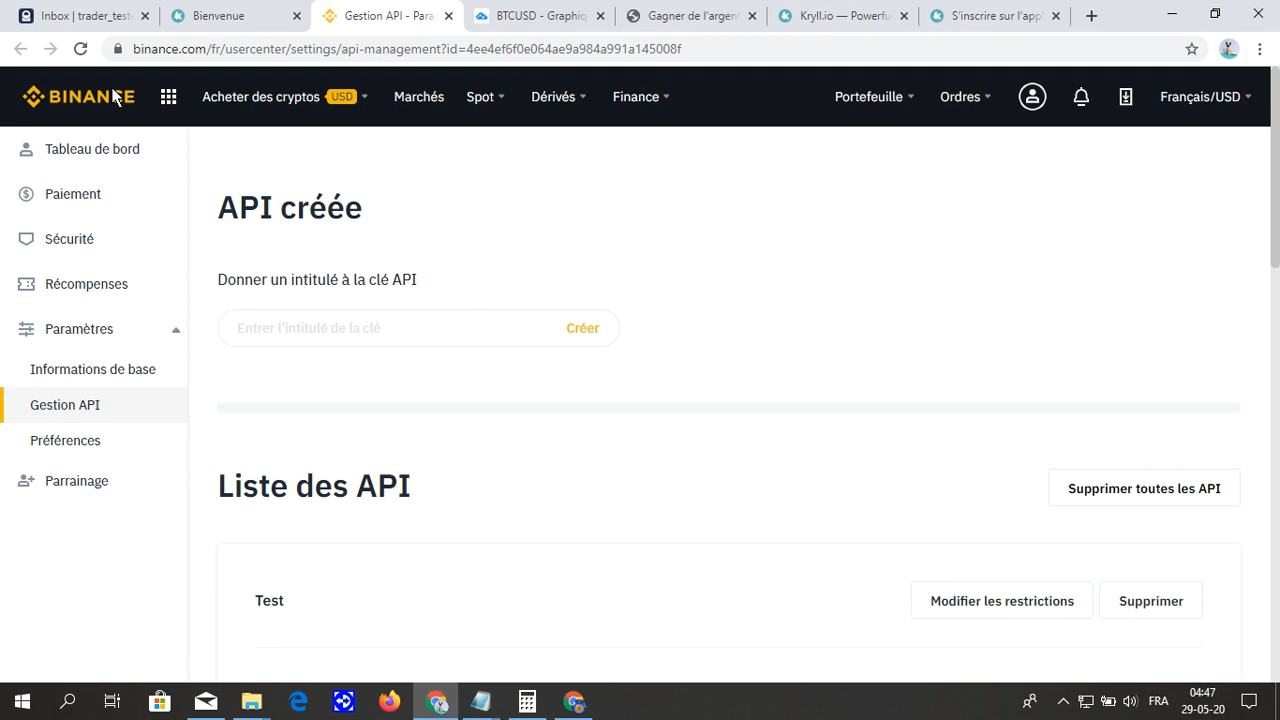 Inbox | trader_test
Bienvenue
Gestion API - Para
BTCUSD - Graphiq
Gagner de l'argent
Kryll.io — Powerfu
S'inscrire sur l'appl
binance.com/fr/usercenter/settings/api-management?id=4ee4ef6f0e064ae9a984a991a145008f
BINANCE
Acheter des cryptos USD
Marchés
Spot
Dérivés
Finance
Portefeuille
Ordres
Français/USD
Tableau de bord
Paiement
Sécurité
Récompenses
Paramètres
Informations de base
Gestion API
Préférences
Parrainage
API créée
Donner un intitulé à la clé API
Entrer l'intitulé de la clé
Créer
Liste des API
Supprimer toutes les API
Test
Modifier les restrictions
Supprimer
FRA
04:47
29-05-20